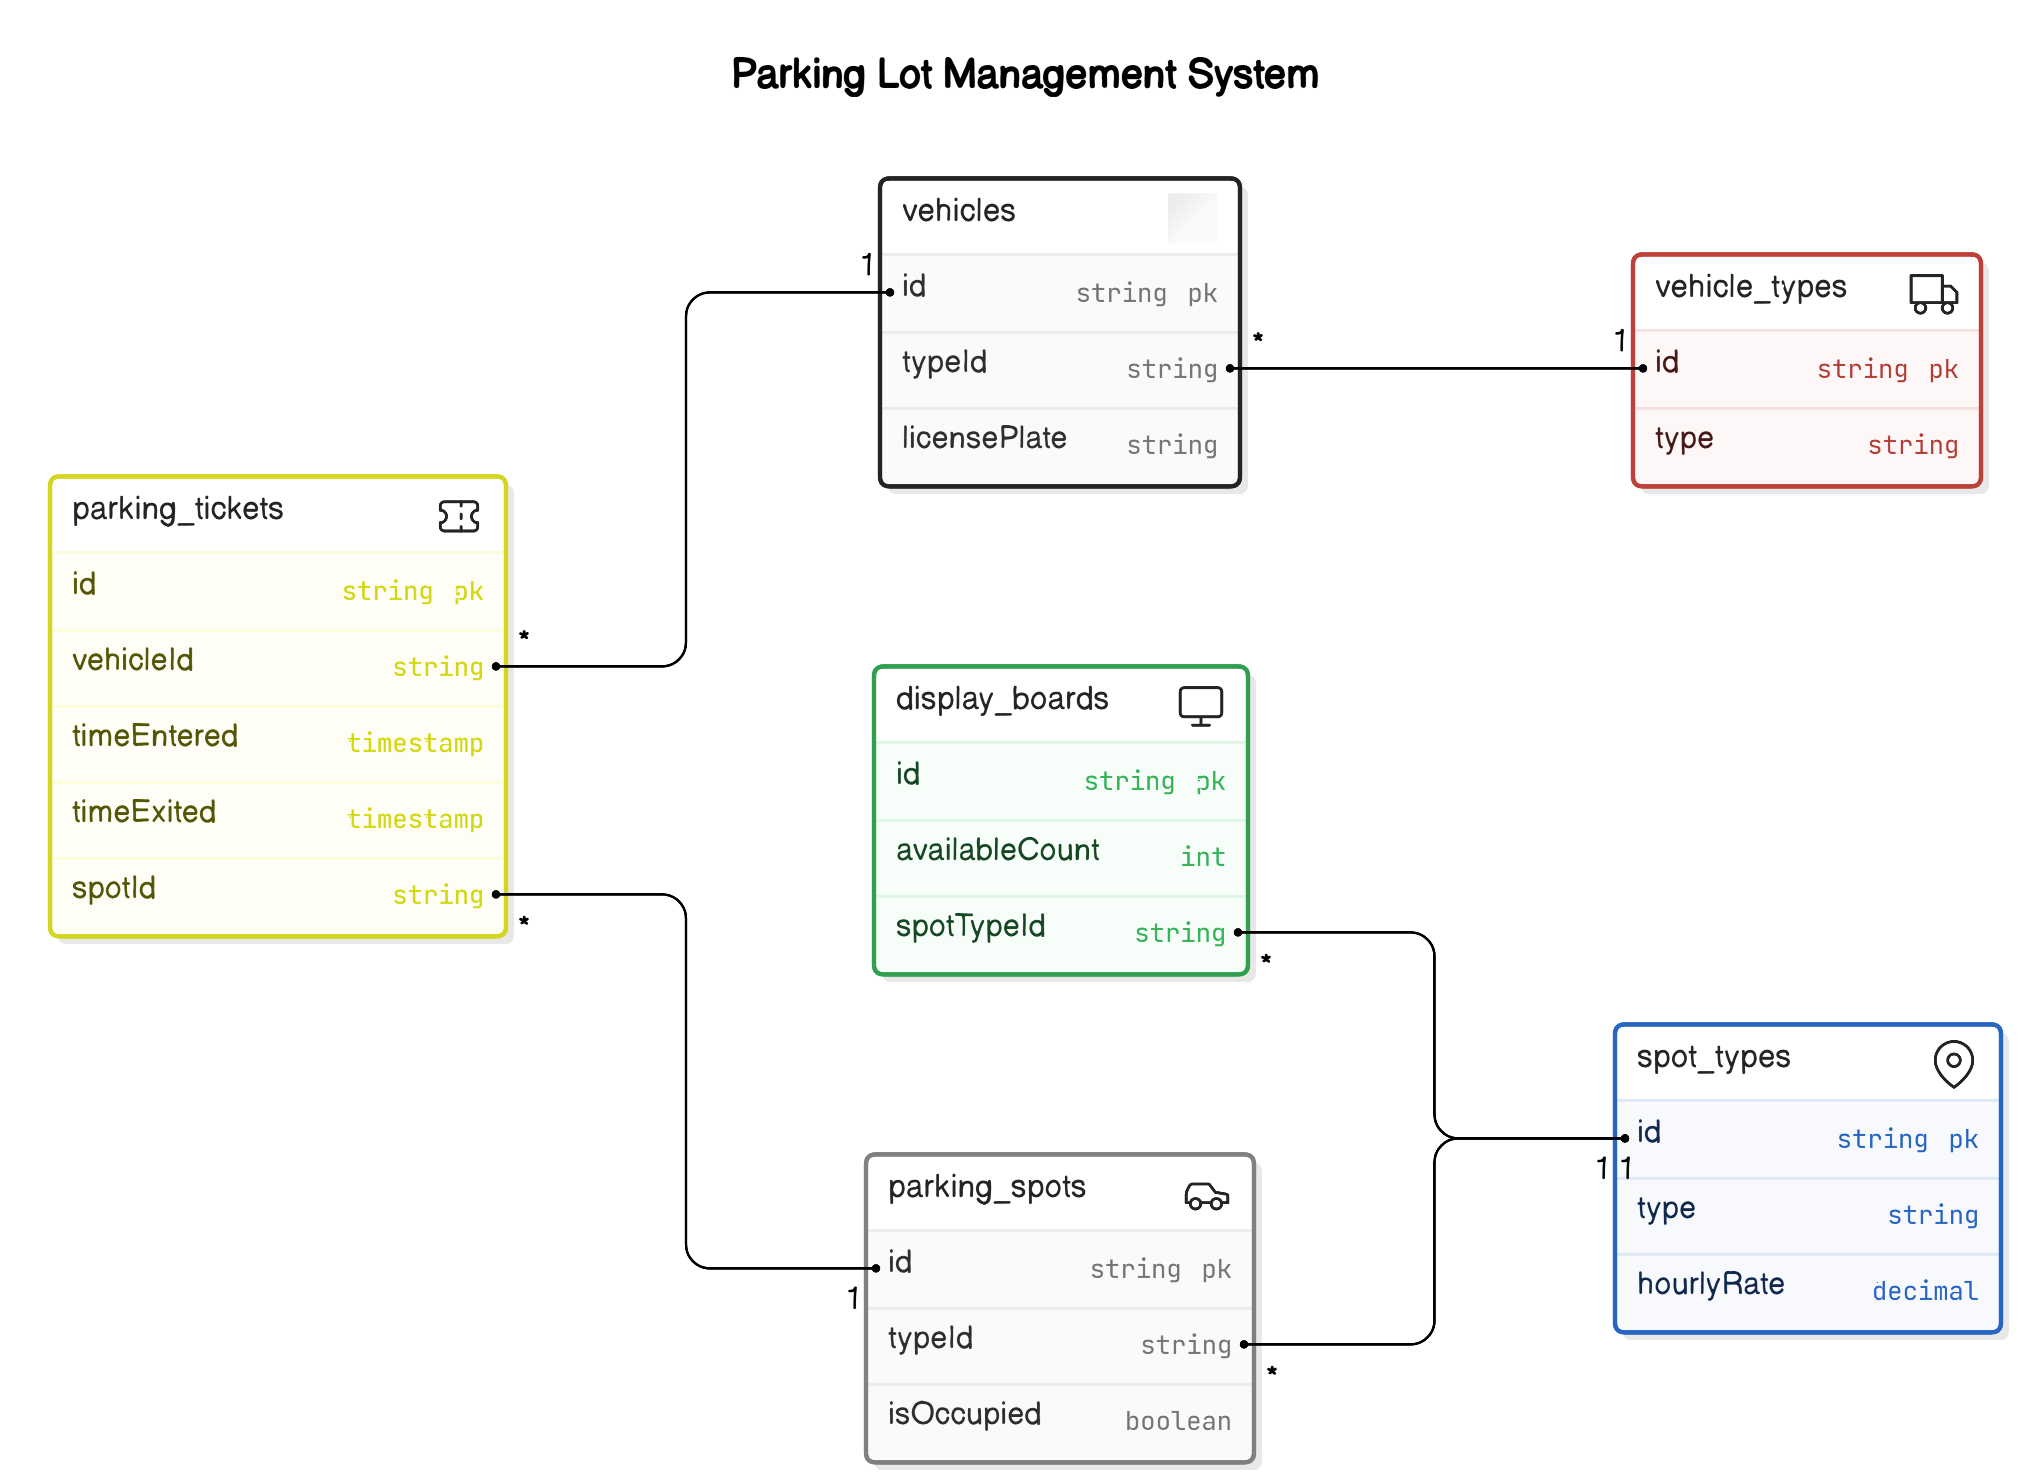 Parking Lot Management System
vehicles
1
id string pk
*
typeId string
licensePlate string
vehicle_types
1
id string pk
type string
parking_tickets
id string pk
*
vehicleId string
timeEntered timestamp
timeExited timestamp
spotId string
*
display_boards
id string pk
availableCount int
spotTypeId string
*
spot_types
id string pk
1 1
type string
hourlyRate decimal
parking_spots
id string pk
1
typeId string
*
isOccupied boolean